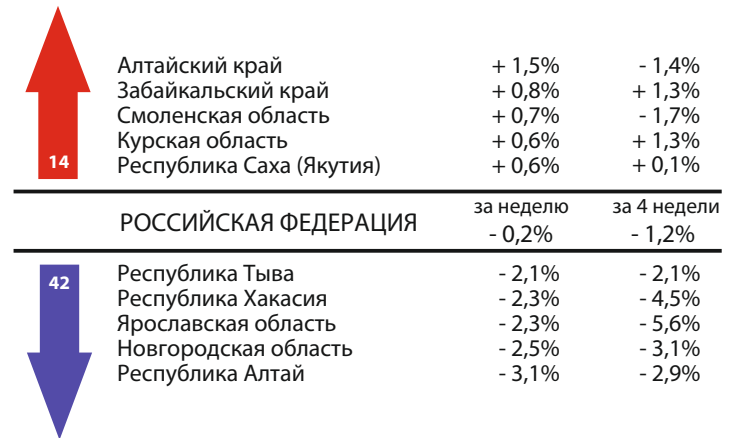 Алтайский край + 1,5% - 1,4%
Забайкальский край + 0,8% + 1,3%
Смоленская область + 0,7% - 1,7%
Курская область + 0,6% + 1,3%
14 Республика Саха (Якутия) + 0,6% + 0,1%
за неделю за 4 недели
РОССИЙСКАЯ ФЕДЕРАЦИЯ - 0,2% - 1,2%
42 Республика Тыва - 2,1% - 2,1%
Республика Хакасия - 2,3% - 4,5%
Ярославская область - 2,3% - 5,6%
Новгородская область - 2,5% - 3,1%
Республика Алтай - 3,1% - 2,9%